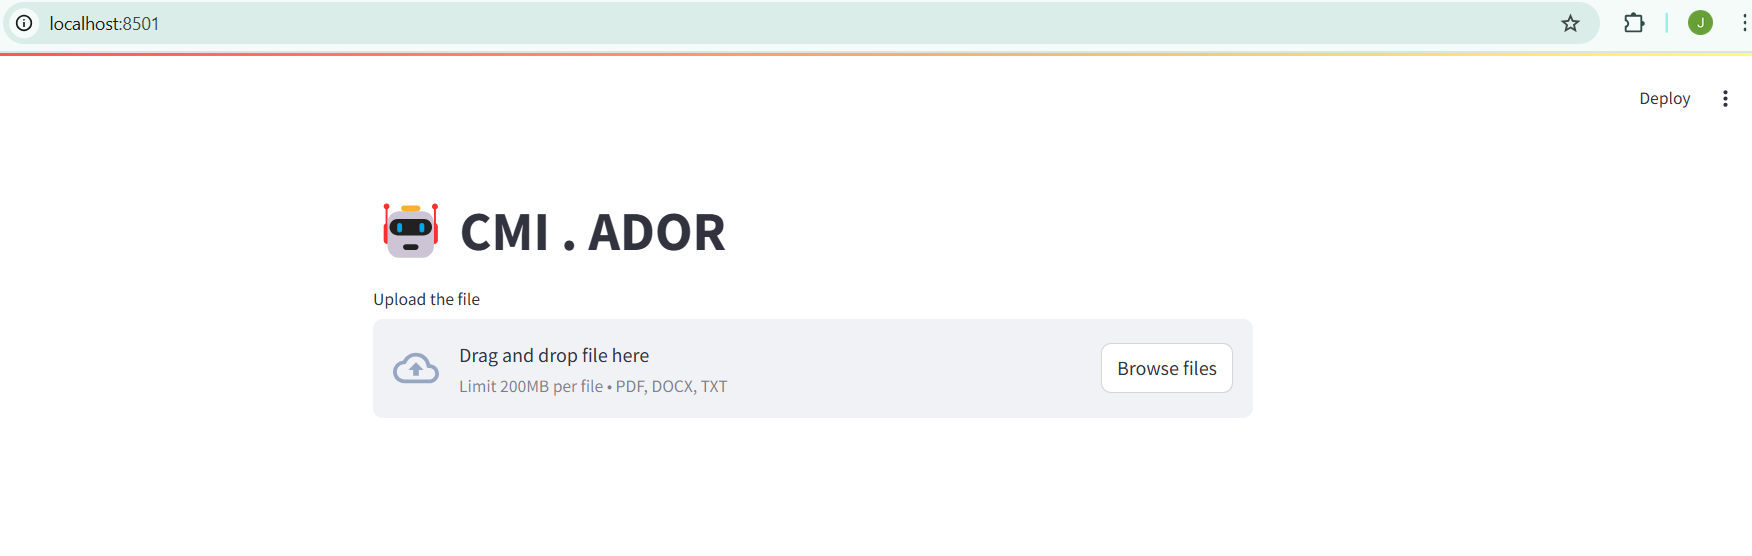 localhost:8501
J
Deploy
CMI . ADOR
Upload the file
Drag and drop file here
Limit 200MB per file • PDF, DOCX, TXT
Browse files